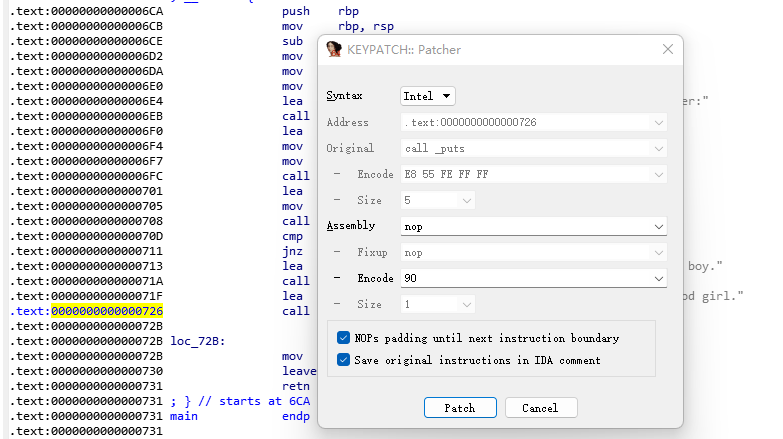 .text:00000000000006CA push rbp
.text:00000000000006CB mov rbp, rsp
.text:00000000000006CE sub
.text:00000000000006D2 mov
.text:00000000000006DA mov
.text:00000000000006E0 mov
.text:00000000000006E4 lea er:"
.text:00000000000006EB call
.text:00000000000006F0 lea
.text:00000000000006F4 mov
.text:00000000000006F7 mov
.text:00000000000006FC call
.text:0000000000000701 lea
.text:0000000000000705 mov
.text:0000000000000708 call
.text:000000000000070D cmp
.text:0000000000000711 jnz
.text:0000000000000713 lea boy."
.text:000000000000071A call
.text:000000000000071F lea od girl."
.text:0000000000000726 call
.text:000000000000072B
.text:000000000000072B loc_72B:
.text:000000000000072B mov
.text:0000000000000730 leave
.text:0000000000000731 retn
.text:0000000000000731 ; } // starts at 6CA
.text:0000000000000731 main endp
.text:0000000000000731
KEYPATCH:: Patcher
Syntax Intel
Address .text:0000000000000726
Original call _puts
- Encode E8 55 FE FF FF
- Size 5
Assembly nop
- Fixup nop
- Encode 90
- Size 1
NOPs padding until next instruction boundary
Save original instructions in IDA comment
Patch Cancel